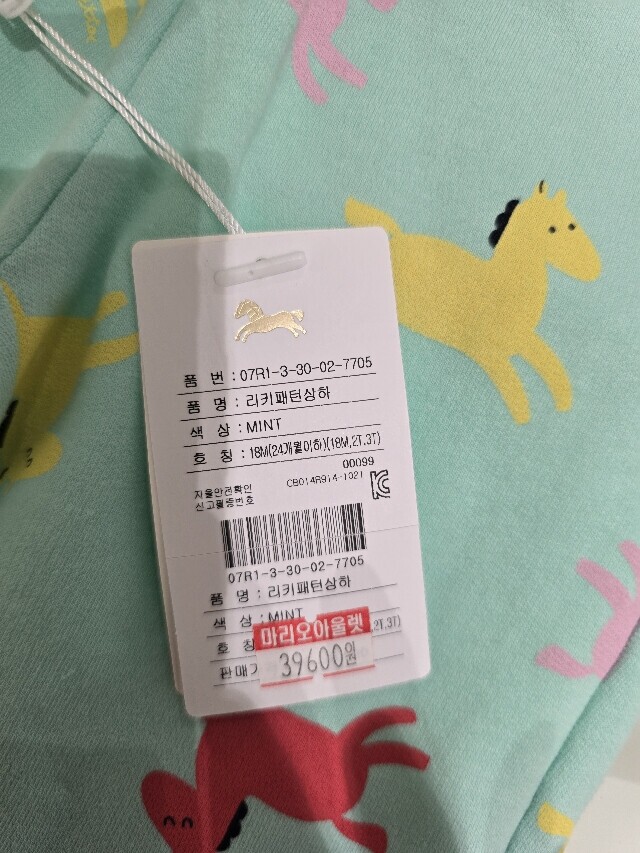 품 번 : 07R1-3-30-02-7705
품 명 : 리키패턴상하
색 상 : MINT
호 칭 : 18M(24개월이하)(18M,2T,3T)
00099
자율안전확인
신고필증번호
CB014R914-1021
07R1-3-30-02-7705
품 명 : 리키패턴상하
색 상 : MINT
호 칭
,2T,3T)
마리오아울렛
판매가
39600원